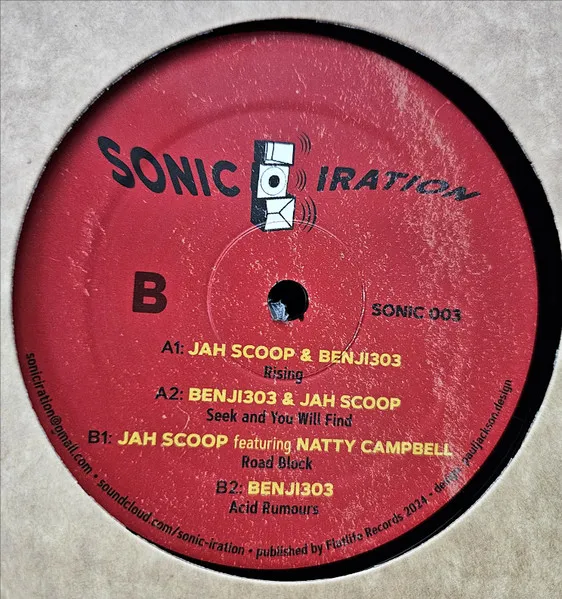 SONIC IRATION
B
SONIC 003
A1: JAH SCOOP & BENJI303
Rising
A2: BENJI303 & JAH SCOOP
Seek and You Will Find
B1: JAH SCOOP featuring NATTY CAMPBELL
Road Block
B2: BENJI303
Acid Rumours
soniciration@gmail.com • soundcloud.com/sonic-iration • published by Flatlife Records 2024 - design: pauljackson.design